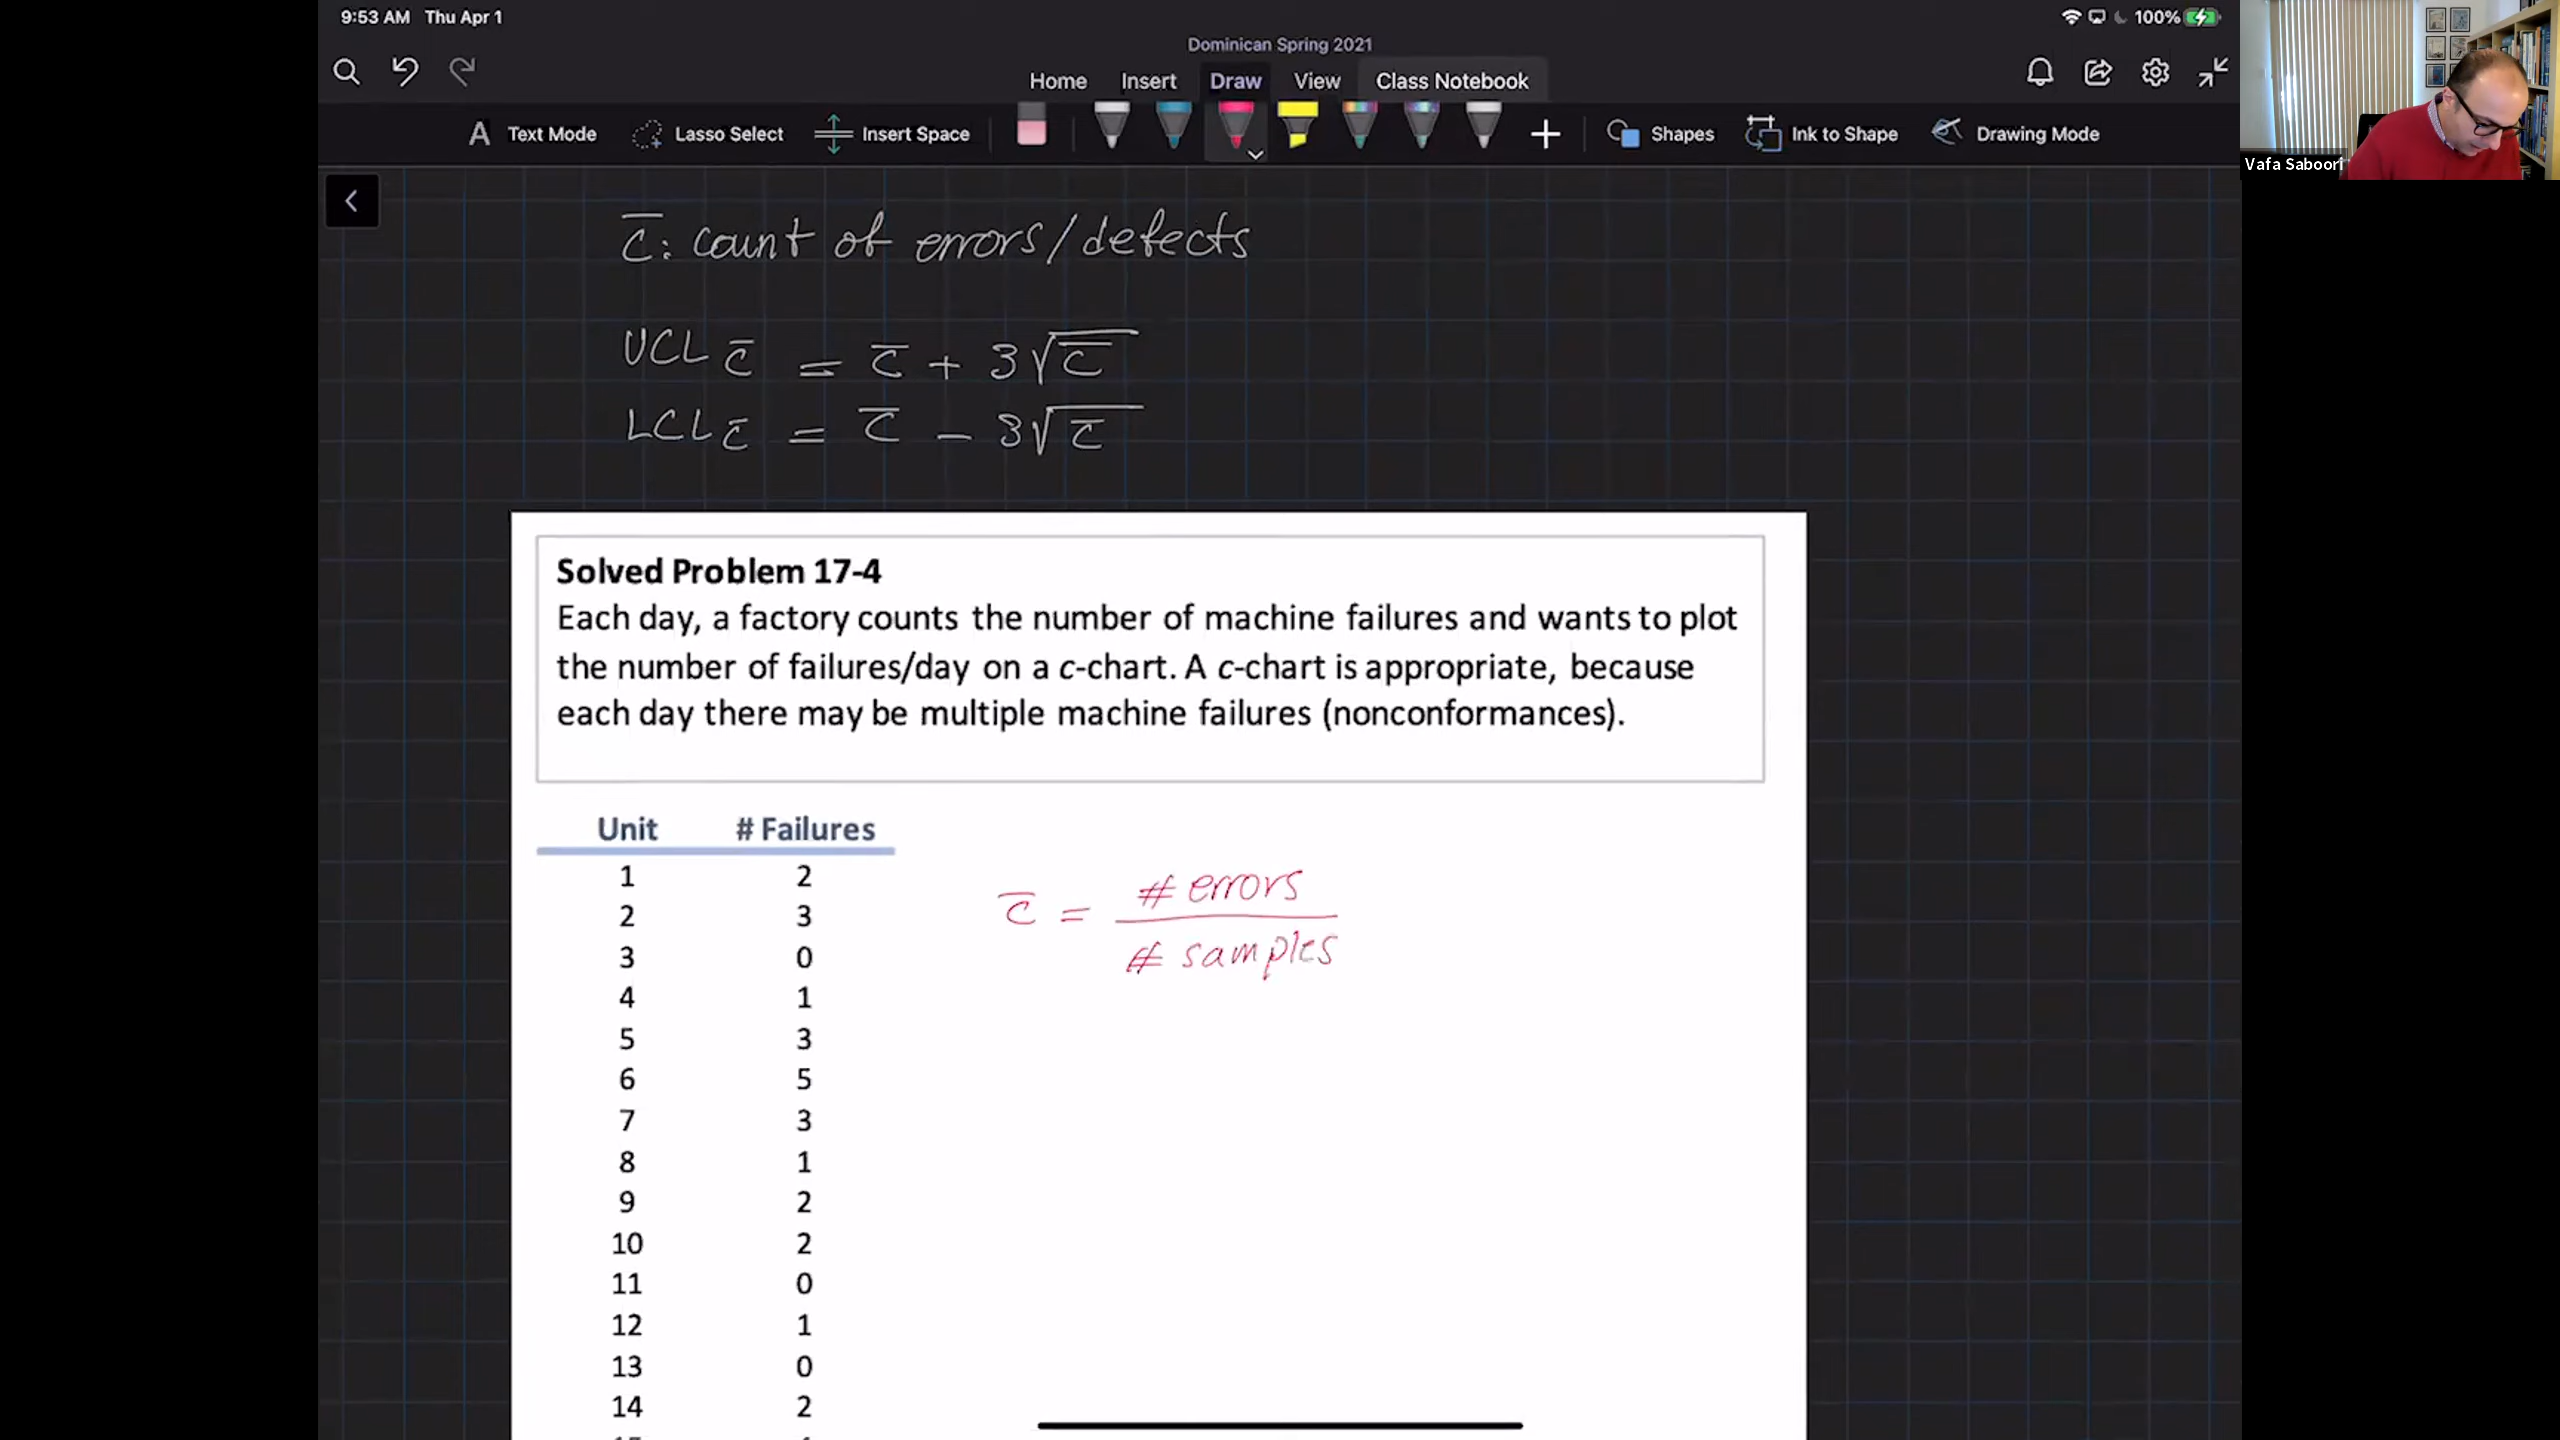 9:53 AM Thu Apr 1
100%
Dominican Spring 2021
Home Insert Draw View Class Notebook
Text Mode Lasso Select Insert Space Shapes Ink to Shape Drawing Mode
Vafa Saboori
c̅: count of errors/defects
UCL c̅ = c̅ + 3√c̅
LCL c̅ = c̅ − 3√c̅
Solved Problem 17-4
Each day, a factory counts the number of machine failures and wants to plot
the number of failures/day on a c-chart. A c-chart is appropriate, because
each day there may be multiple machine failures (nonconformances).
Unit # Failures
1 2
2 3
3 0
4 1
5 3
6 5
7 3
8 1
9 2
10 2
11 0
12 1
13 0
14 2
c̅ = # errors
# samples